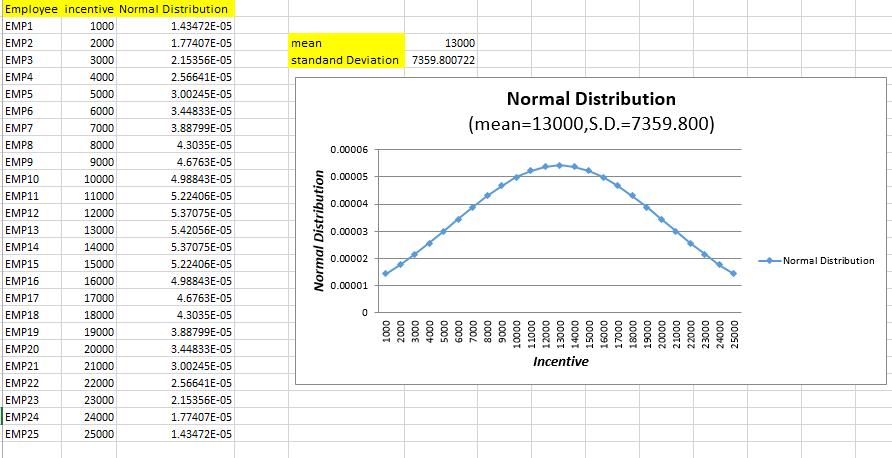 Employee incentive Normal Distribution
EMP1 1000 1.43472E-05
EMP2 2000 1.77407E-05 mean 13000
EMP3 3000 2.15356E-05 standand Deviation 7359.800722
EMP4 4000 2.56641E-05
EMP5 5000 3.00245E-05
EMP6 6000 3.44833E-05
EMP7 7000 3.88799E-05
EMP8 8000 4.3035E-05
EMP9 9000 4.6763E-05
EMP10 10000 4.98843E-05
EMP11 11000 5.22406E-05
EMP12 12000 5.37075E-05
EMP13 13000 5.42056E-05
EMP14 14000 5.37075E-05
EMP15 15000 5.22406E-05
EMP16 16000 4.98843E-05
EMP17 17000 4.6763E-05
EMP18 18000 4.3035E-05
EMP19 19000 3.88799E-05
EMP20 20000 3.44833E-05
EMP21 21000 3.00245E-05
EMP22 22000 2.56641E-05
EMP23 23000 2.15356E-05
EMP24 24000 1.77407E-05
EMP25 25000 1.43472E-05
Normal Distribution
(mean=13000,S.D.=7359.800)
Normal Distribution
0.00006
0.00005
0.00004
0.00003
0.00002
0.00001
0
1000 2000 3000 4000 5000 6000 7000 8000 9000 10000 11000 12000 13000 14000 15000 16000 17000 18000 19000 20000 21000 22000 23000 24000 25000
Incentive
Normal Distribution